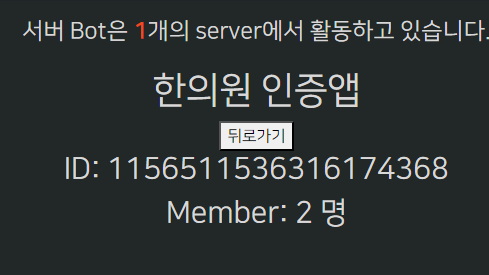 서버 Bot은 1개의 server에서 활동하고 있습니다.
한의원 인증앱
뒤로가기
ID: 1156511536316174368
Member: 2 명